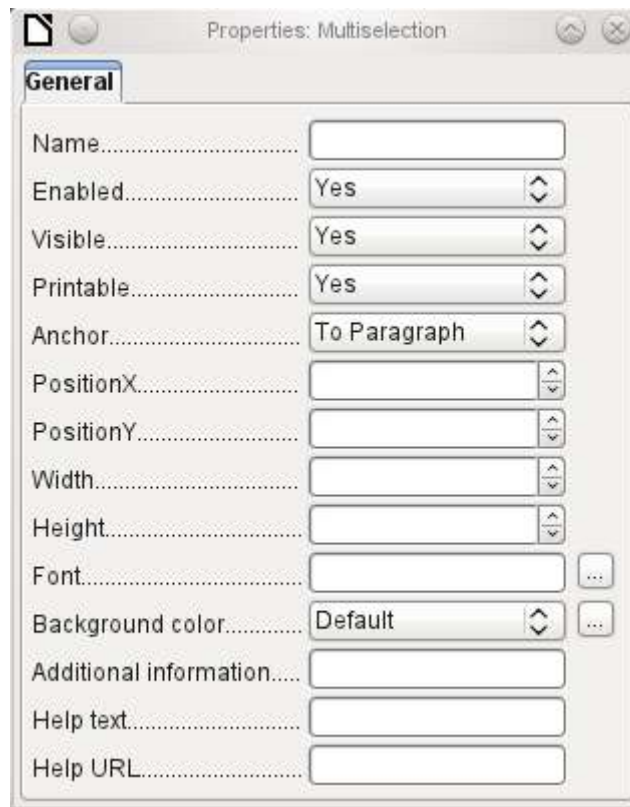 Properties: Multiselection
General
Name..............................
Enabled.......................... Yes
Visible............................ Yes
Printable......................... Yes
Anchor............................ To Paragraph
PositionX........................
PositionY........................
Width..............................
Height.............................
Font................................ ...
Background color............ Default ...
Additional information.....
Help text.........................
Help URL.......................